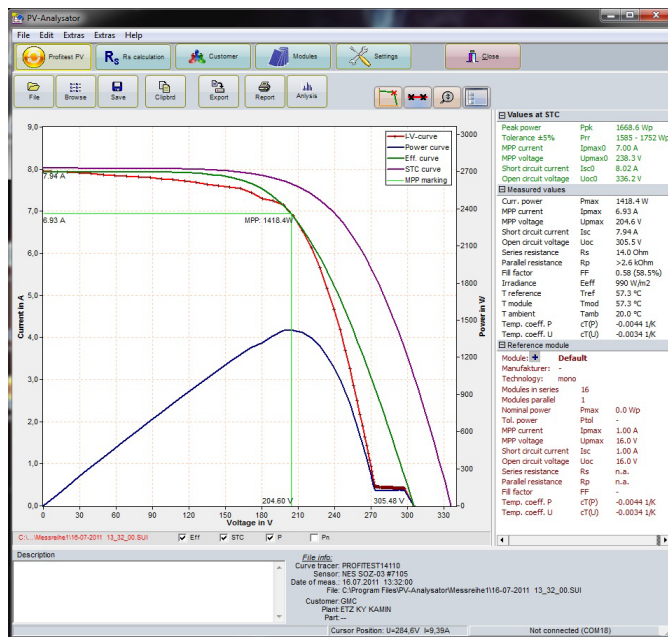 PV-Analysator
File Edit Extras Extras Help
Profitest PV Rs Rs calculation Customer Modules Settings Close
File Browse Save Clipbrd Export Report Anlysis
9,0
8,0
7,0
6,0
5,0
4,0
3,0
2,0
1,0
0,0
Current in A
7.94 A
6.93 A
MPP: 1418.4W
I-V-curve
Power curve
Eff. curve
STC curve
MPP marking
3000
2700
2400
2100
1800
1500
1200
900
600
300
0
Power in W
204.60 V
305.48 V
0 30 60 90 120 150 180 210 240 270 300 330
Voltage in V
C:\...\Messreihe1\16-07-2011 13_32_00.SUI Eff STC P Pn
Values at STC
Peak power Ppk 1668.6 Wp
Tolerance ±5% Prr 1585 - 1752 Wp
MPP current Ipmax0 7.00 A
MPP voltage Upmax0 238.3 V
Short circuit current Isc0 8.02 A
Open circuit voltage Uoc0 336.2 V
Measured values
Curr. power Pmax 1418.4 W
MPP current Ipmax 6.93 A
MPP voltage Upmax 204.6 V
Short circuit current Isc 7.94 A
Open circuit voltage Uoc 305.5 V
Series resistance Rs 14.0 Ohm
Parallel resistance Rp >2.6 kOhm
Fill factor FF 0.58 (58.5%)
Irradiance Eeff 990 W/m2
T reference Tref 57.3 ºC
T module Tmod 57.3 ºC
T ambient Tamb 20.0 ºC
Temp. coeff. P cT(P) -0.0044 1/K
Temp. coeff. U cT(U) -0.0034 1/K
Reference module
Module: Default
Manufakturer: -
Technology: mono
Modules in series 16
Modules parallel 1
Nominal power Pmax 0.0 Wp
Tol. power Ptol -
MPP current Ipmax 1.00 A
MPP voltage Upmax 16.0 V
Short circuit current Isc 1.00 A
Open circuit voltage Uoc 16.0 V
Series resistance Rs n.a.
Parallel resistance Rp n.a.
Fill factor FF -
Temp. coeff. P cT(P) -0.0044 1/K
Temp. coeff. U cT(U) -0.0034 1/K
Description
File info:
Curve tracer: PROFITEST14110
Sensor: NES SOZ-03 #7105
Date of meas.: 16.07.2011 13:32:00
File: C:\Program Files\PV-Analysator\Messreihe1\16-07-2011 13_32_00.SUI
Customer: GMC
Plant: ETZ KY KAMIN
Part: --
Cursor Position: U=284,6V I=9,39A Not connected (COM18)